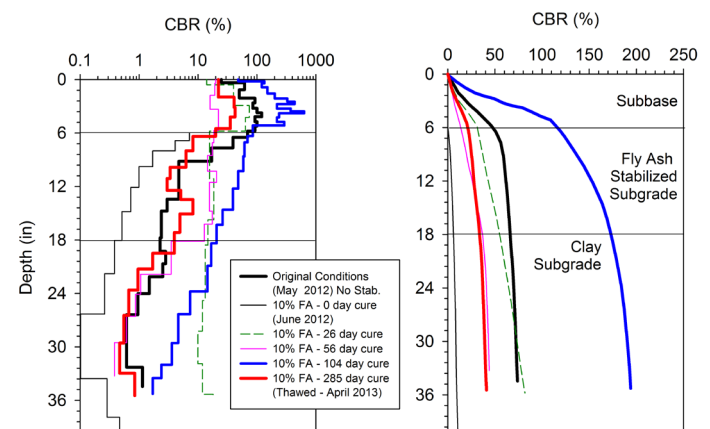 CBR (%)
0.1 1 10 100 1000
0
6
12
18
24
30
36
Depth (in)
Original Conditions
(May 2012) No Stab.
10% FA - 0 day cure
(June 2012)
10% FA - 26 day cure
10% FA - 56 day cure
10% FA - 104 day cure
10% FA - 285 day cure
(Thawed - April 2013)
CBR (%)
0 50 100 150 200 250
0
6
12
18
24
30
36
Subbase
Fly Ash
Stabilized
Subgrade
Clay
Subgrade